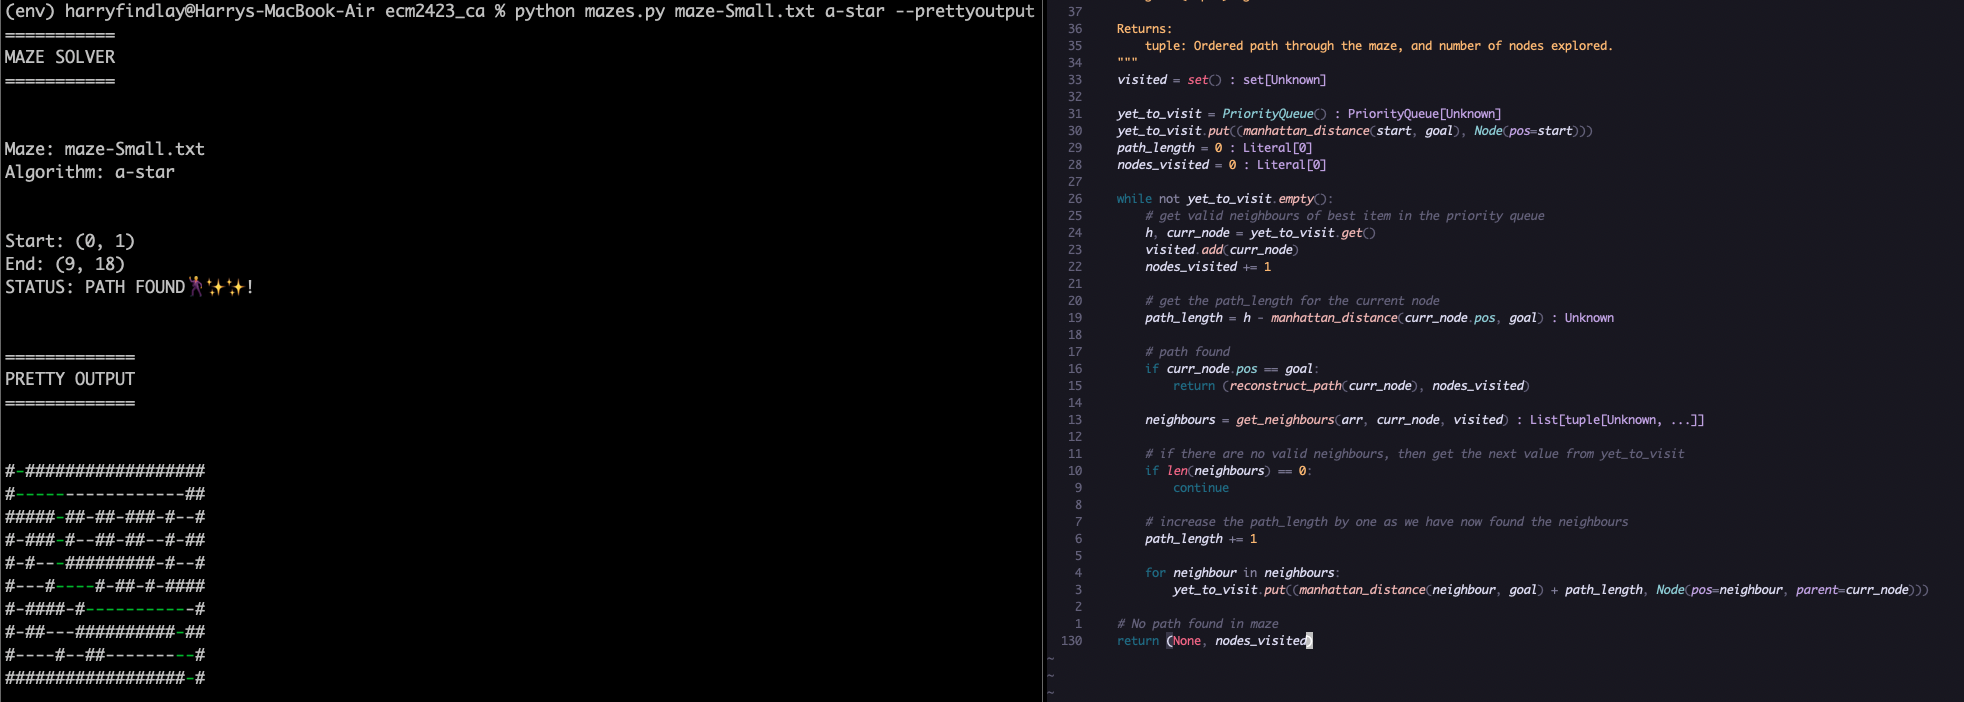 (env) harryfindlay@Harrys-MacBook-Air ecm2423_ca % python mazes.py maze-Small.txt a-star --prettyoutput
===========
MAZE SOLVER
===========
Maze: maze-Small.txt
Algorithm: a-star
Start: (0, 1)
End: (9, 18)
STATUS: PATH FOUND🕺✨✨!
=============
PRETTY OUTPUT
=============
#-##################
#-----------------##
#####-##-##-###-#--#
#-###-#--##-##--#-##
#-#---#########-#--#
#---#----#-##-#-####
#-####-#-----------#
#-##---##########-##
#----#--##---------#
##################-#
37
36 Returns:
35 tuple: Ordered path through the maze, and number of nodes explored.
34 """
33 visited = set() : set[Unknown]
32
31 yet_to_visit = PriorityQueue() : PriorityQueue[Unknown]
30 yet_to_visit.put((manhattan_distance(start, goal), Node(pos=start)))
29 path_length = 0 : Literal[0]
28 nodes_visited = 0 : Literal[0]
27
26 while not yet_to_visit.empty():
25 # get valid neighbours of best item in the priority queue
24 h, curr_node = yet_to_visit.get()
23 visited.add(curr_node)
22 nodes_visited += 1
21
20 # get the path_length for the current node
19 path_length = h - manhattan_distance(curr_node.pos, goal) : Unknown
18
17 # path found
16 if curr_node.pos == goal:
15 return (reconstruct_path(curr_node), nodes_visited)
14
13 neighbours = get_neighbours(arr, curr_node, visited) : List[tuple[Unknown, ...]]
12
11 # if there are no valid neighbours, then get the next value from yet_to_visit
10 if len(neighbours) == 0:
9 continue
8
7 # increase the path_length by one as we have now found the neighbours
6 path_length += 1
5
4 for neighbour in neighbours:
3 yet_to_visit.put((manhattan_distance(neighbour, goal) + path_length, Node(pos=neighbour, parent=curr_node)))
2
1 # No path found in maze
130 return (None, nodes_visited)
~
~
~